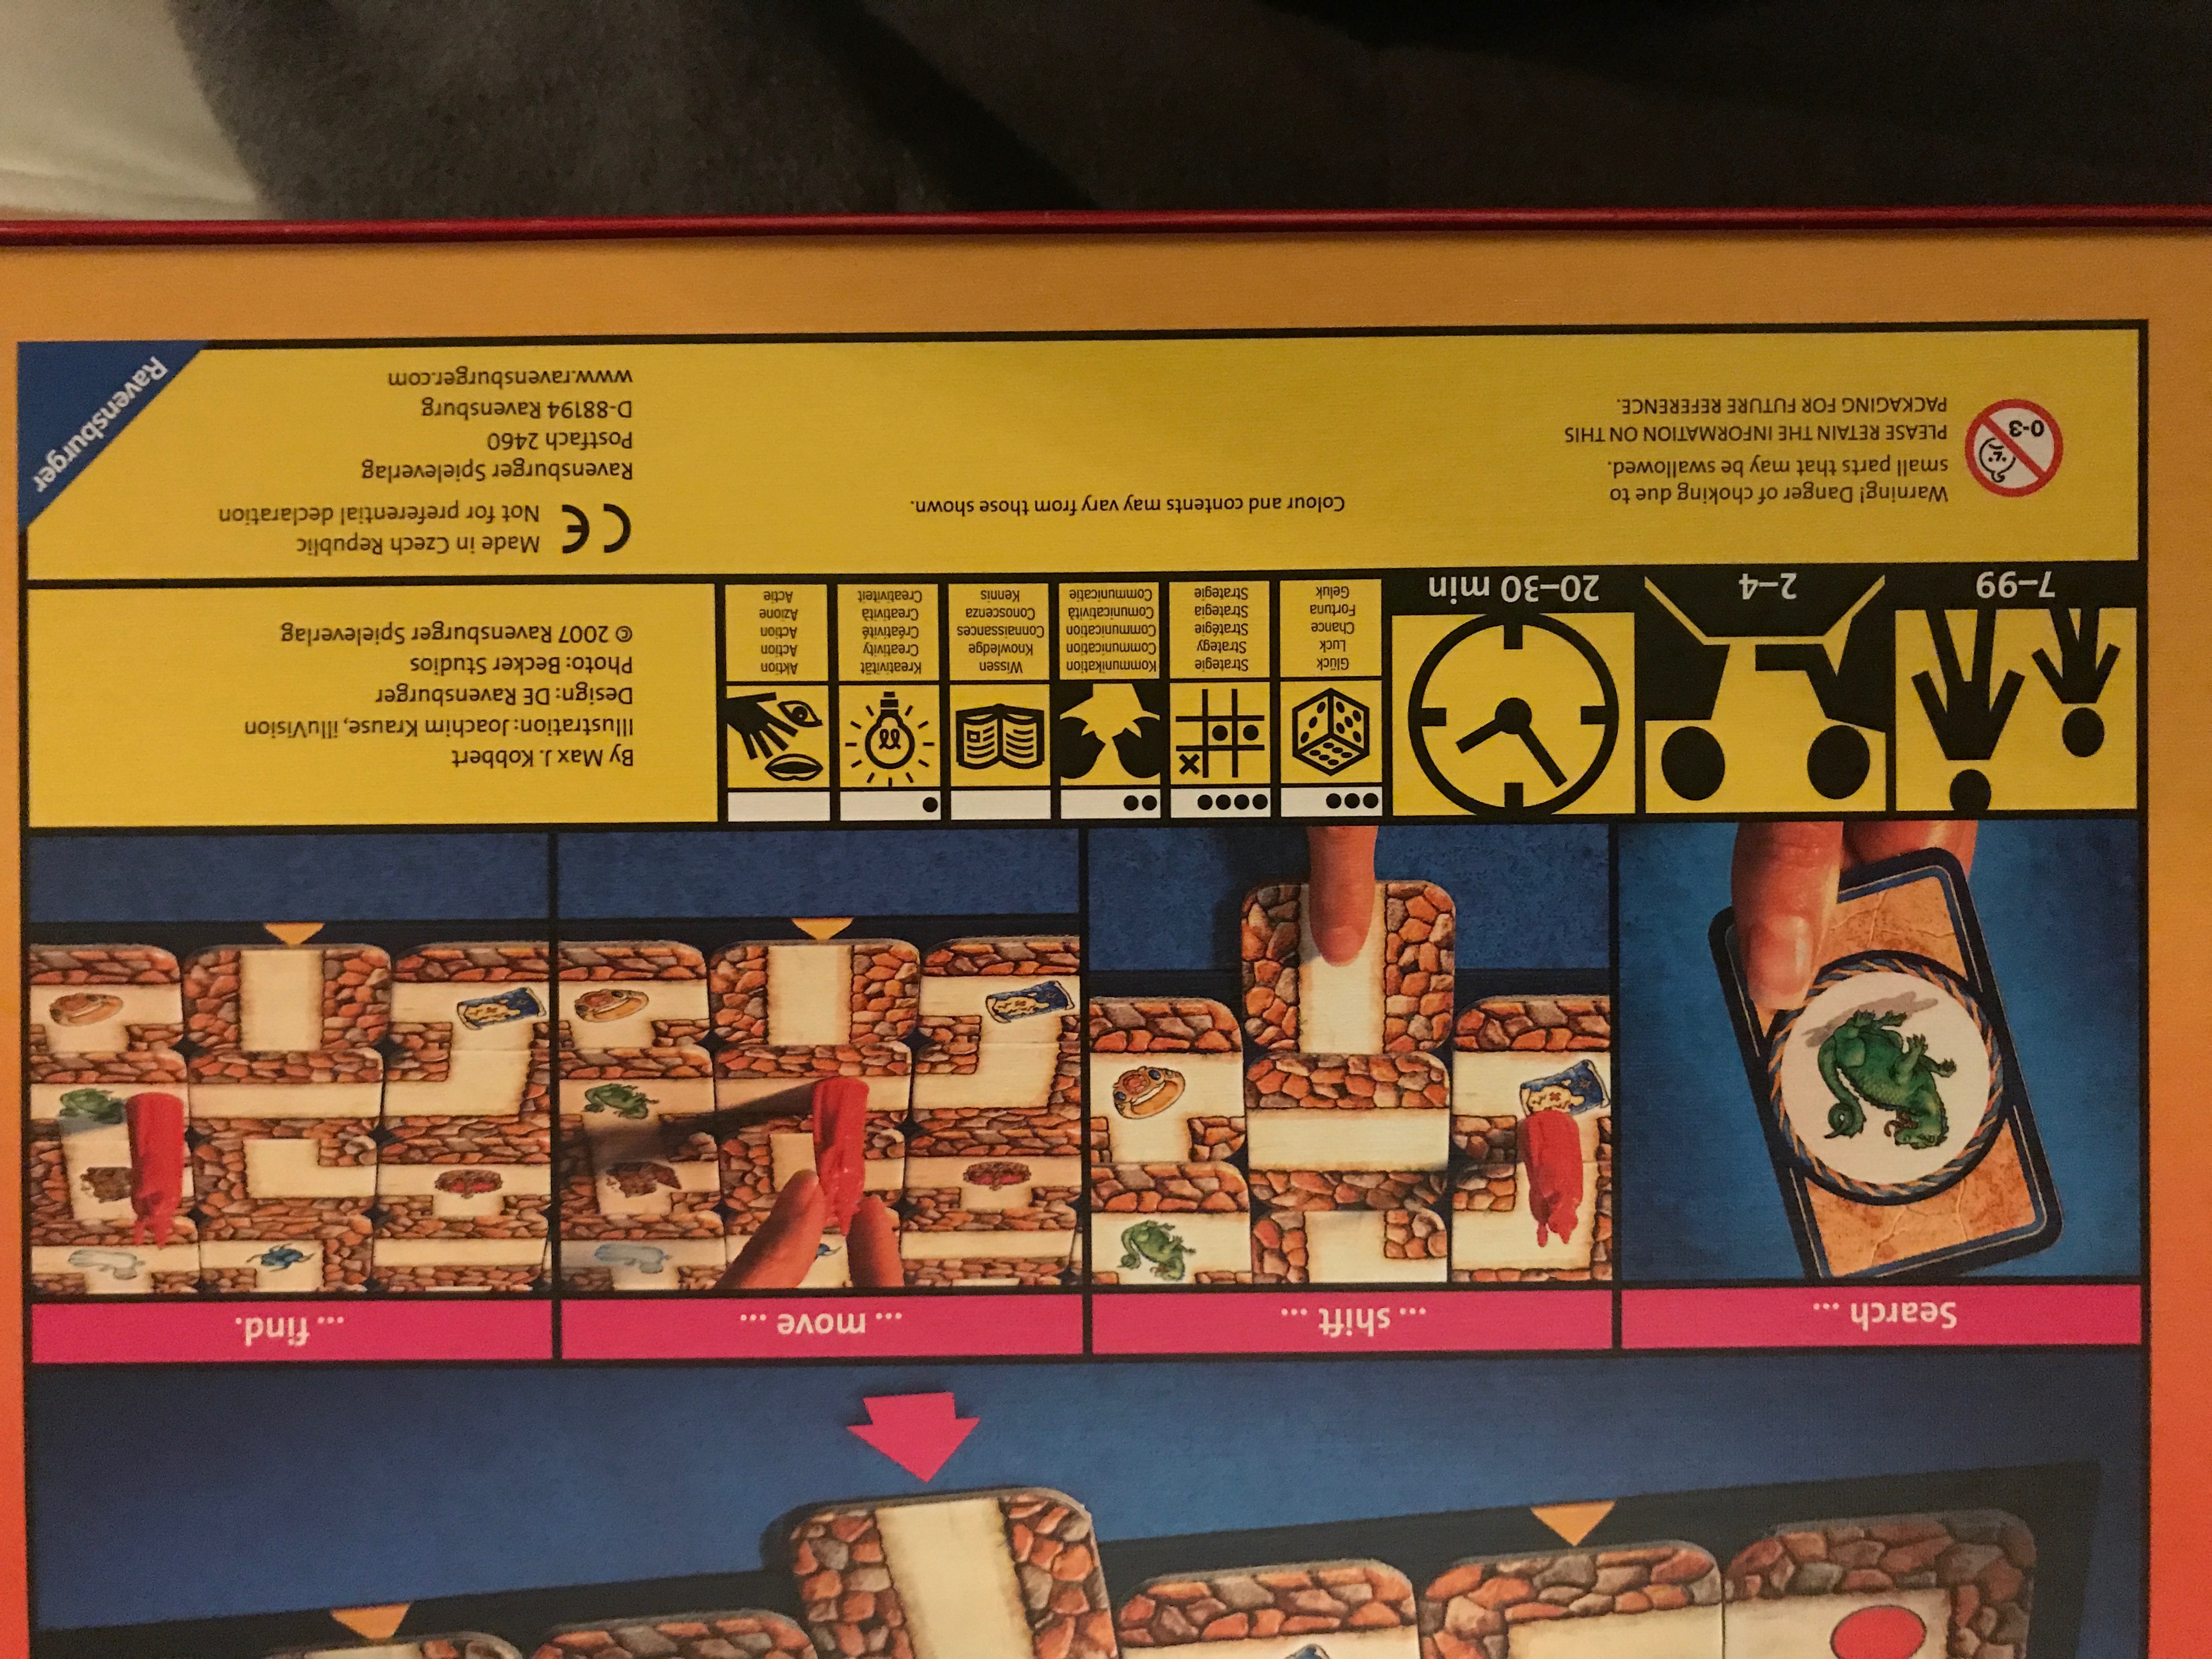 Search ...
... shift ...
... move ...
... find.
7–99
2–4
20–30 min
Glück
Luck
Chance
Fortuna
Geluk
Strategie
Strategy
Stratégie
Strategia
Strategie
Kommunikation
Communication
Communication
Comunicatività
Communicatie
Wissen
Knowledge
Connaissances
Conoscenza
Kennis
Kreativität
Creativity
Créativité
Creatività
Creativiteit
Aktion
Action
Action
Azione
Actie
By Max J. Kobbert
Illustration: Joachim Krause, illuVision
Design: DE Ravensburger
Photo: Becker Studios
© 2007 Ravensburger Spieleverlag
0-3
Warning! Danger of choking due to
small parts that may be swallowed.
PLEASE RETAIN THE INFORMATION ON THIS
PACKAGING FOR FUTURE REFERENCE.
Colour and contents may vary from those shown.
CE Made in Czech Republic
Not for preferential declaration
Ravensburger Spieleverlag
Postfach 2460
D-88194 Ravensburg
www.ravensburger.com
Ravensburger